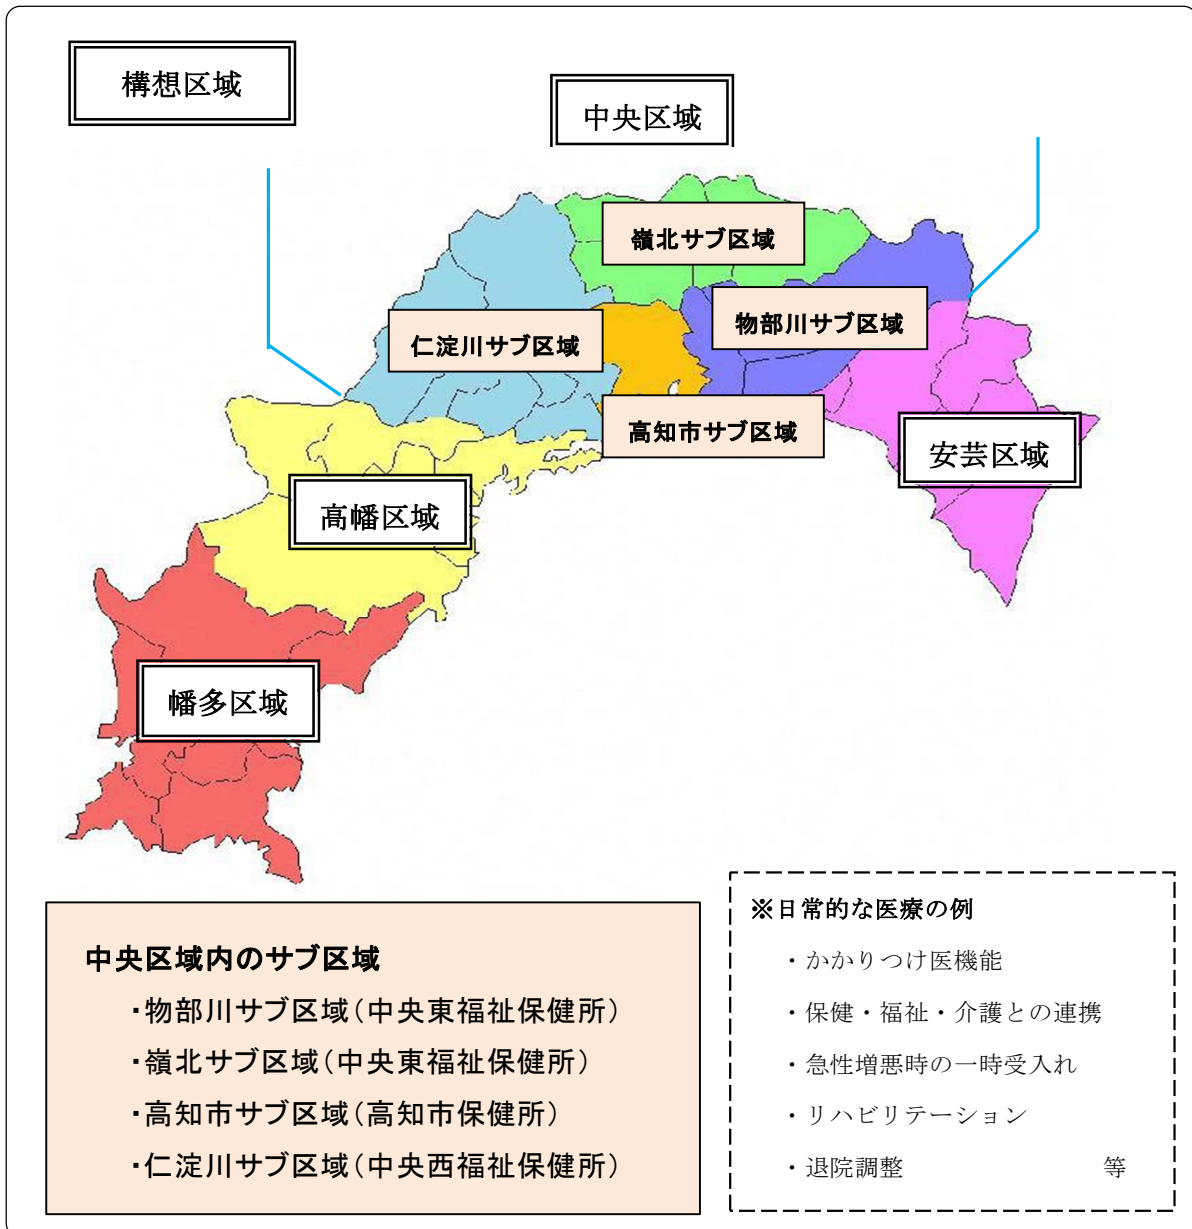 構想区域
中央区域
嶺北サブ区域
物部川サブ区域
仁淀川サブ区域
高知市サブ区域
安芸区域
高幡区域
幡多区域
中央区域内のサブ区域
・物部川サブ区域(中央東福祉保健所)
・嶺北サブ区域(中央東福祉保健所)
・高知市サブ区域(高知市保健所)
・仁淀川サブ区域(中央西福祉保健所)
※日常的な医療の例
・かかりつけ医機能
・保健・福祉・介護との連携
・急性増悪時の一時受入れ
・リハビリテーション
・退院調整 等